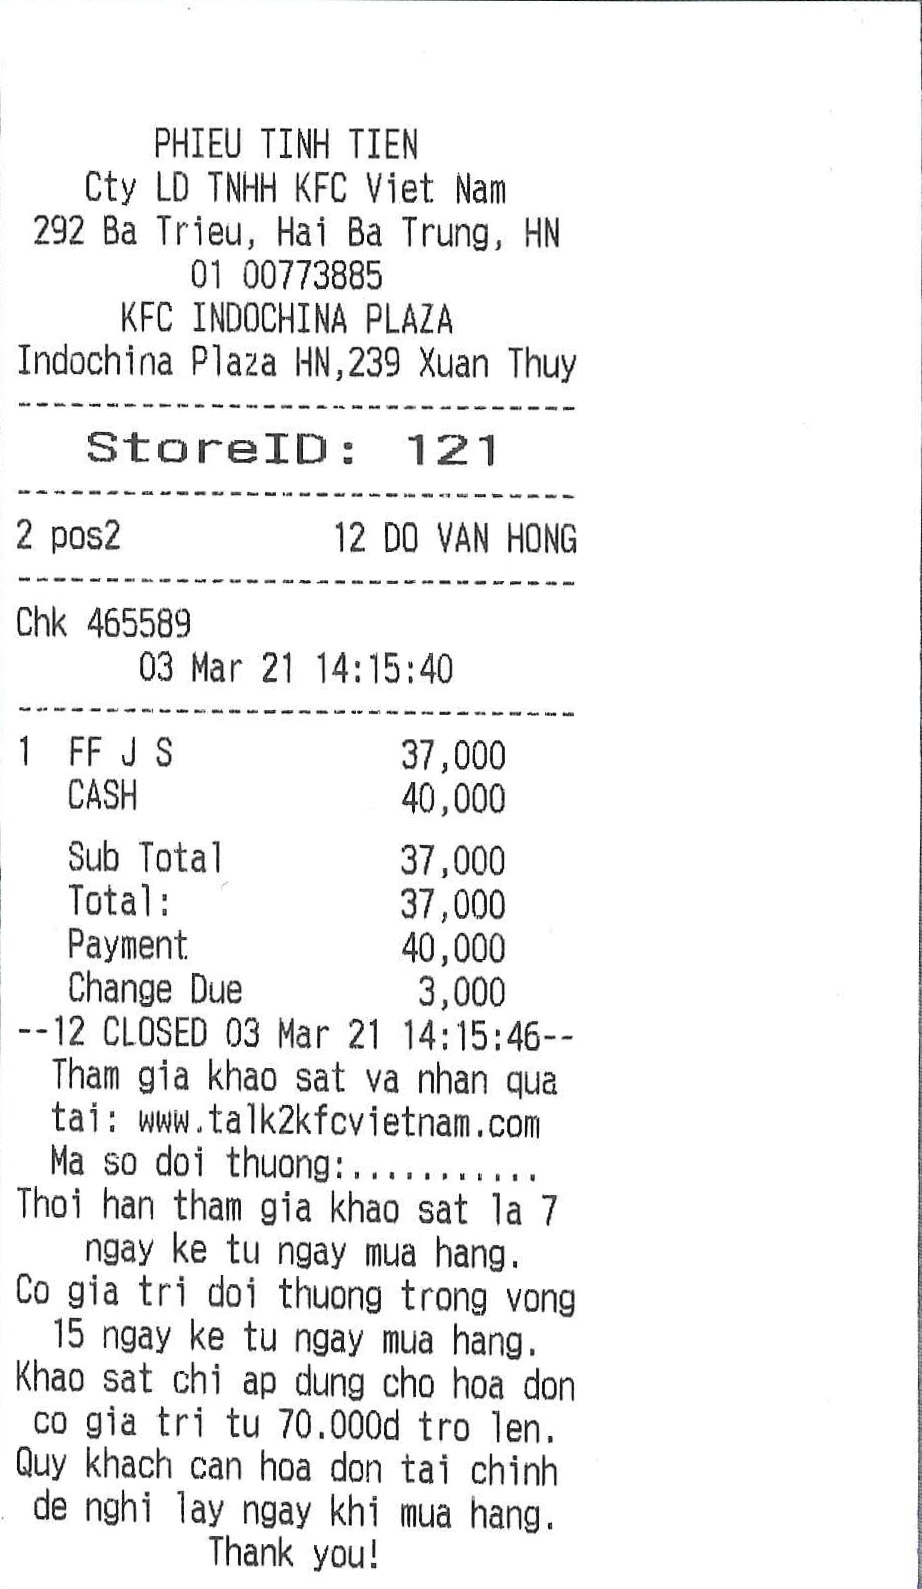 PHIEU TINH TIEN
Cty LD TNHH KFC Viet Nam
292 Ba Trieu, Hai Ba Trung, HN
01 00773885
KFC INDOCHINA PLAZA
Indochina Plaza HN,239 Xuan Thuy
StoreID: 121
2 pos2 12 DO VAN HONG
Chk 465589
03 Mar 21 14:15:40
1 FF J S 37,000
CASH 40,000
Sub Total 37,000
Total: 37,000
Payment 40,000
Change Due 3,000
--12 CLOSED 03 Mar 21 14:15:46--
Tham gia khao sat va nhan qua
tai: www.talk2kfcvietnam.com
Ma so doi thuong:...........
Thoi han tham gia khao sat la 7
ngay ke tu ngay mua hang.
Co gia tri doi thuong trong vong
15 ngay ke tu ngay mua hang.
Khao sat chi ap dung cho hoa don
co gia tri tu 70.000d tro len.
Quy khach can hoa don tai chinh
de nghi lay ngay khi mua hang.
Thank you!